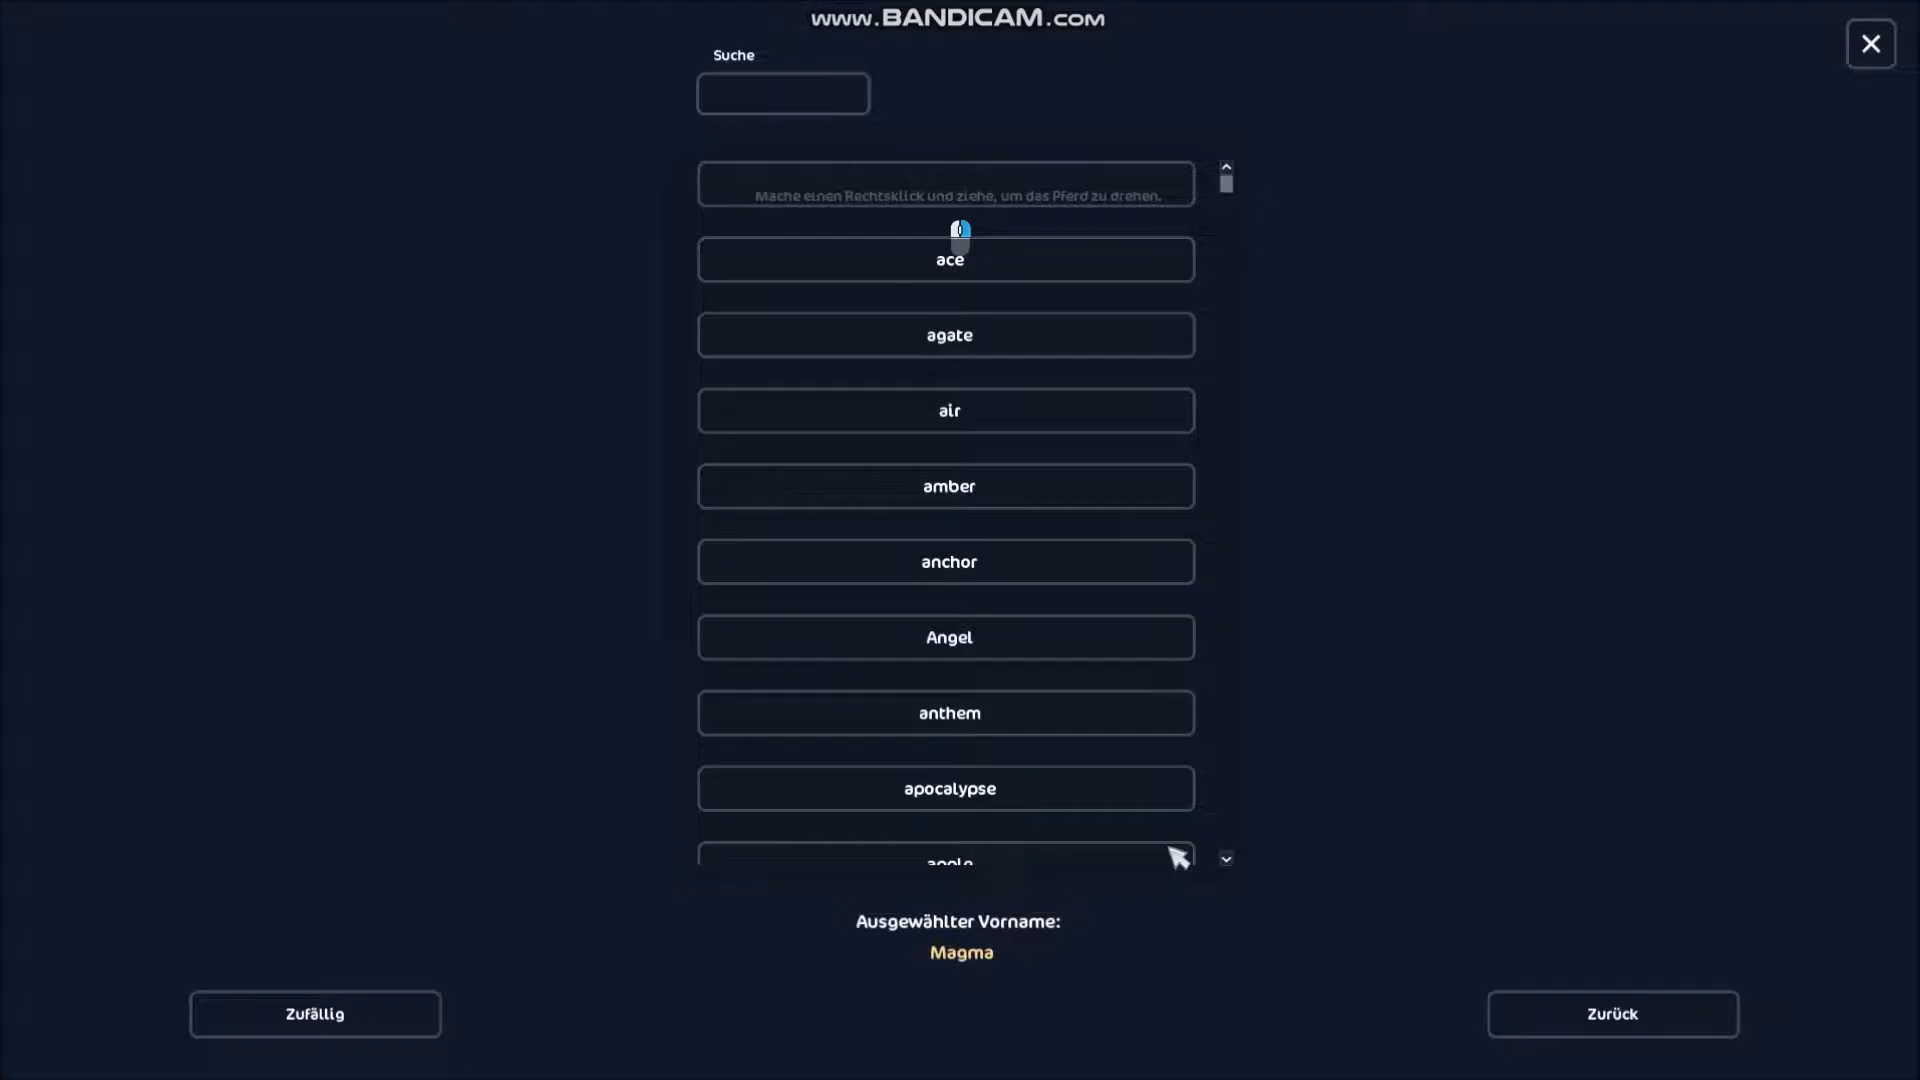 www.BANDICAM.com
Suche
Mache einen Rechtsklick und ziehe, um das Pferd zu drehen.
ace
agate
air
amber
anchor
Angel
anthem
apocalypse
apple
Ausgewählter Vorname:
Magma
Zufällig
Zurück